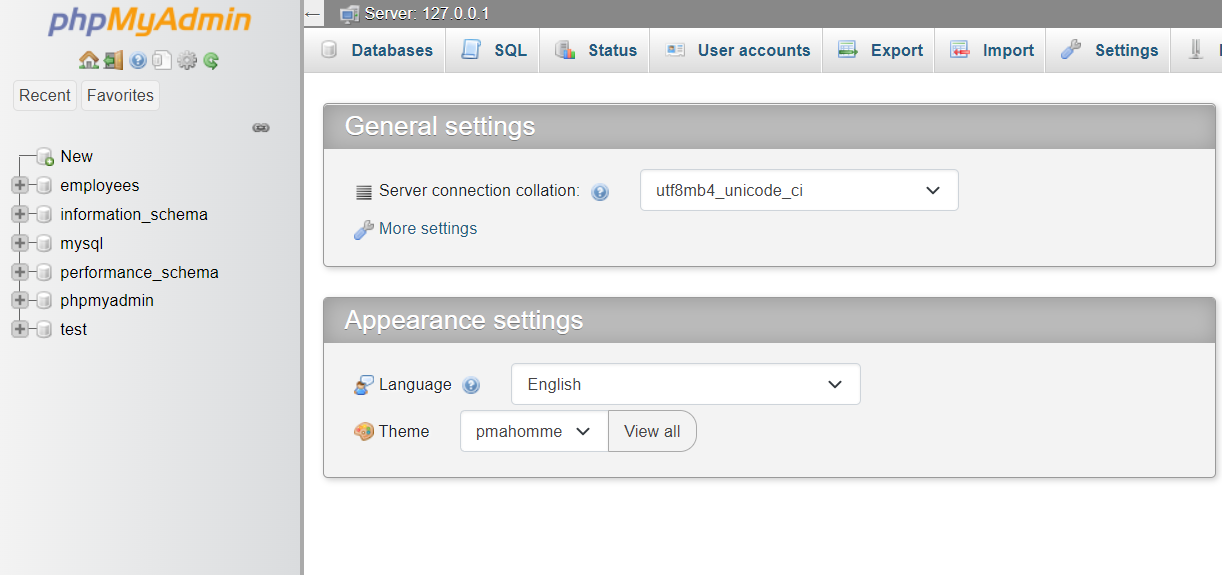 phpMyAdmin
Recent Favorites
New
employees
information_schema
mysql
performance_schema
phpmyadmin
test
Server: 127.0.0.1
Databases SQL Status User accounts Export Import Settings
General settings
Server connection collation: utf8mb4_unicode_ci
More settings
Appearance settings
Language English
Theme pmahomme View all